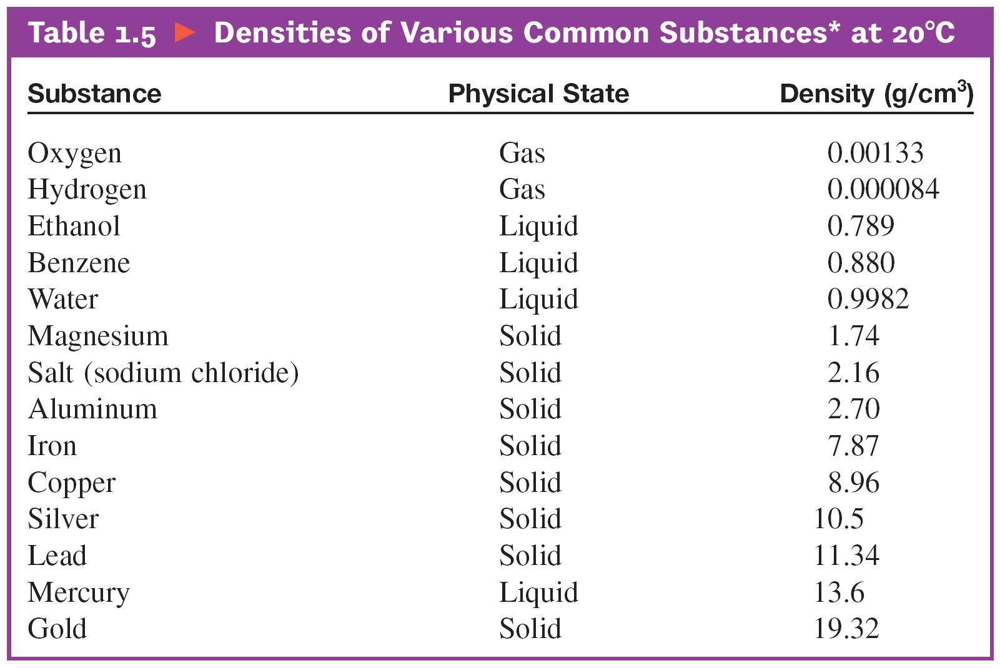 Table 1.5 ▶ Densities of Various Common Substances* at 20°C
Substance Physical State Density (g/cm³)
Oxygen Gas 0.00133
Hydrogen Gas 0.000084
Ethanol Liquid 0.789
Benzene Liquid 0.880
Water Liquid 0.9982
Magnesium Solid 1.74
Salt (sodium chloride) Solid 2.16
Aluminum Solid 2.70
Iron Solid 7.87
Copper Solid 8.96
Silver Solid 10.5
Lead Solid 11.34
Mercury Liquid 13.6
Gold Solid 19.32